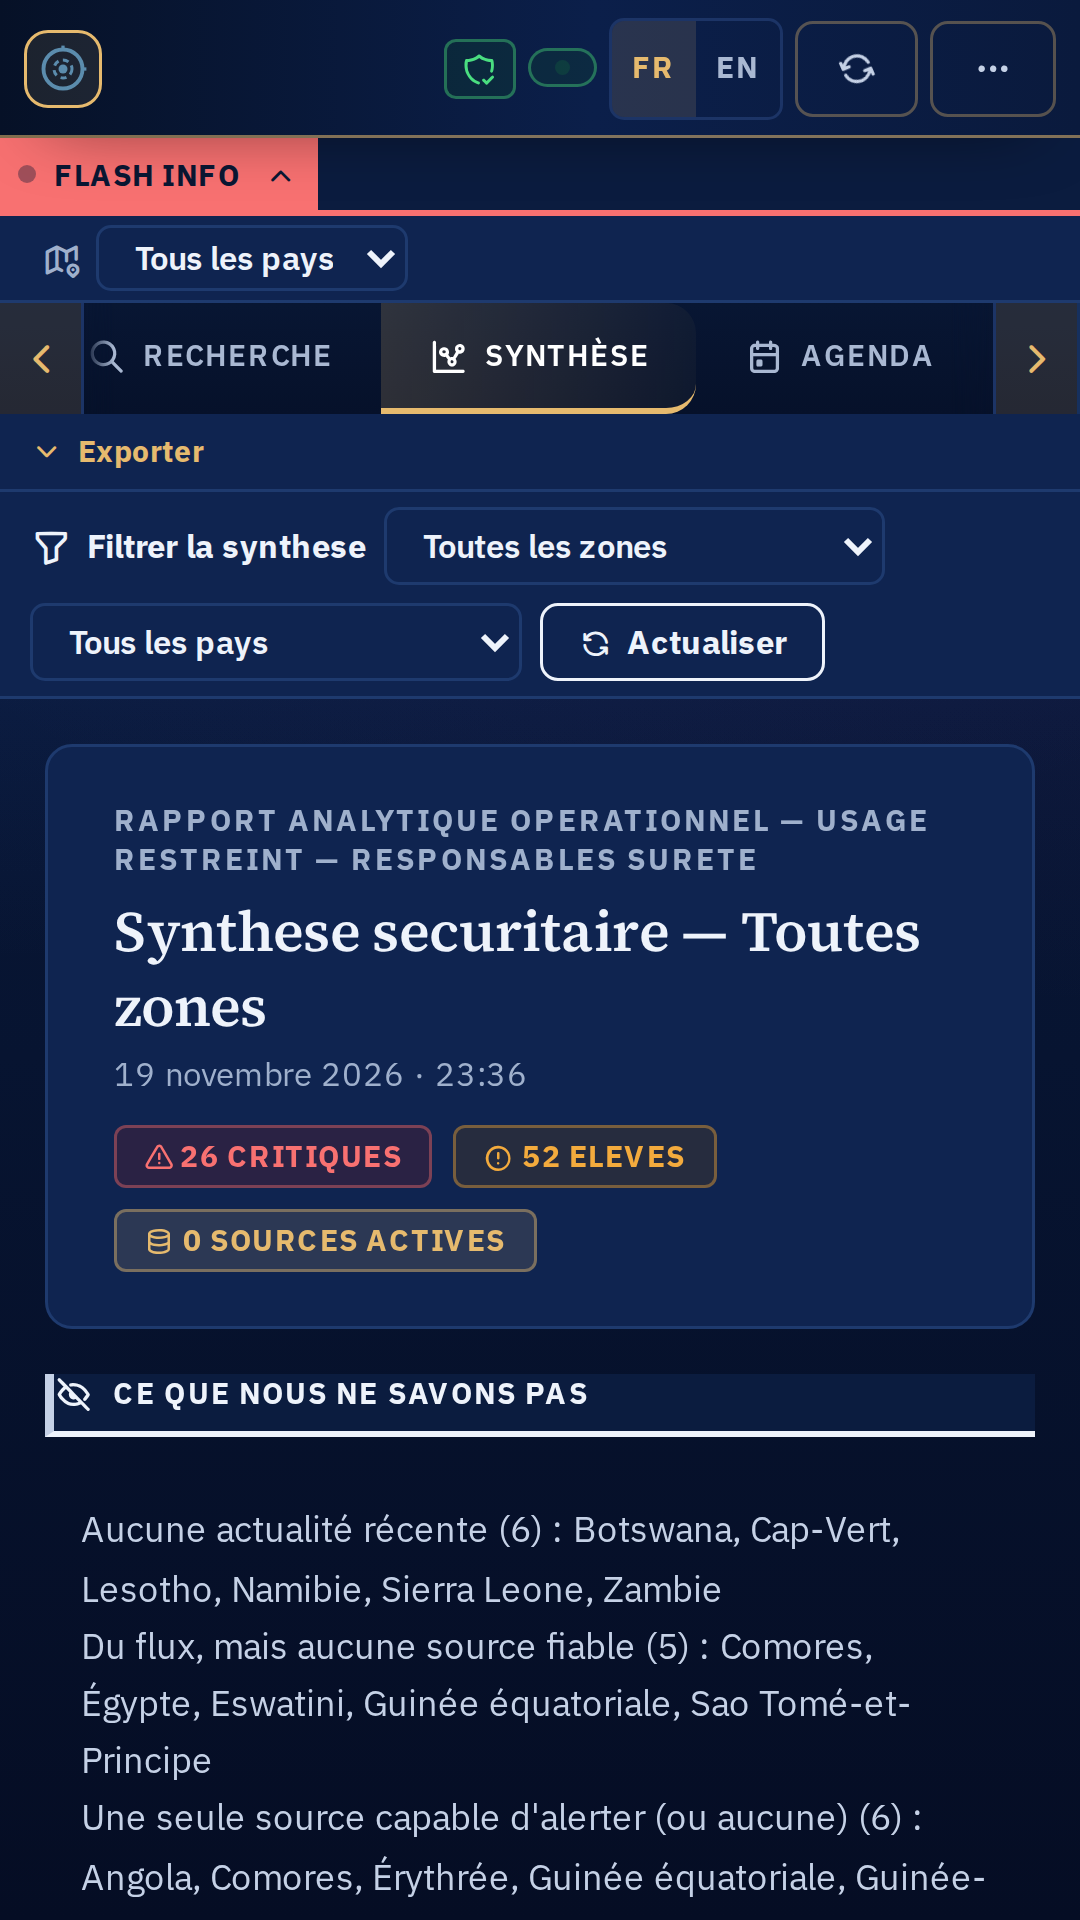 FR
EN
FLASH INFO
Tous les pays
RECHERCHE
SYNTHÈSE
AGENDA
Exporter
Filtrer la synthese
Toutes les zones
Tous les pays
Actualiser
RAPPORT ANALYTIQUE OPERATIONNEL — USAGE
RESTREINT — RESPONSABLES SURETE
Synthese securitaire — Toutes
zones
19 novembre 2026 · 23:36
26 CRITIQUES
52 ELEVES
0 SOURCES ACTIVES
CE QUE NOUS NE SAVONS PAS
Aucune actualité récente (6) : Botswana, Cap-Vert,
Lesotho, Namibie, Sierra Leone, Zambie
Du flux, mais aucune source fiable (5) : Comores,
Égypte, Eswatini, Guinée équatoriale, Sao Tomé-et-
Principe
Une seule source capable d'alerter (ou aucune) (6) :
Angola, Comores, Érythrée, Guinée équatoriale, Guinée-